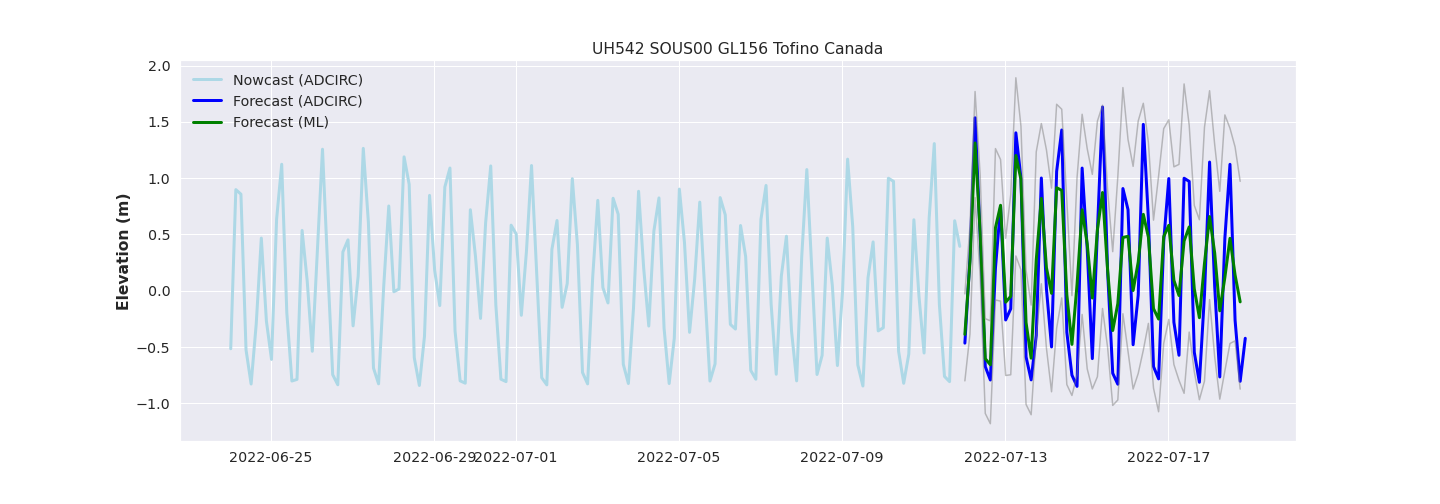 UH542 SOUS00 GL156 Tofino Canada
Nowcast (ADCIRC)
Forecast (ADCIRC)
Forecast (ML)
Elevation (m)
2.0
1.5
1.0
0.5
0.0
−0.5
−1.0
2022-06-25 2022-06-29 2022-07-01 2022-07-05 2022-07-09 2022-07-13 2022-07-17